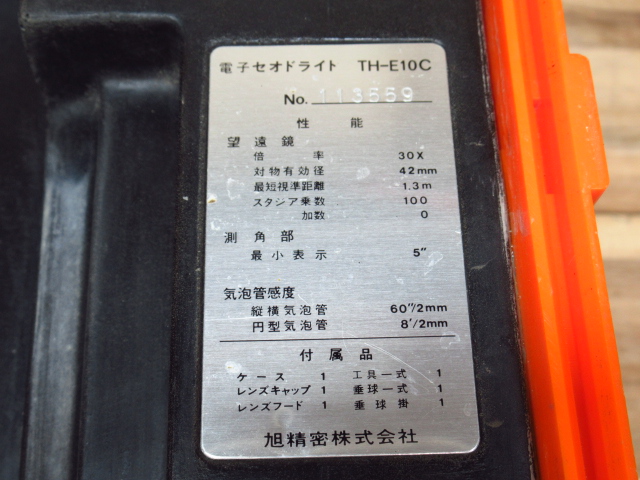 電子セオドライト TH-E10C
No. 113559
性能
望遠鏡
倍率 30X
対物有効径 42mm
最短視準距離 1.3m
スタシア乗数 100
加数 0
測角部
最小表示 5″
気泡管感度
縦横気泡管 60″/2mm
円型気泡管 8′/2mm
付属品
ケース 1 工具一式 1
レンズキャップ 1 垂球一式 1
レンズフード 1 垂球掛 1
旭精密株式会社